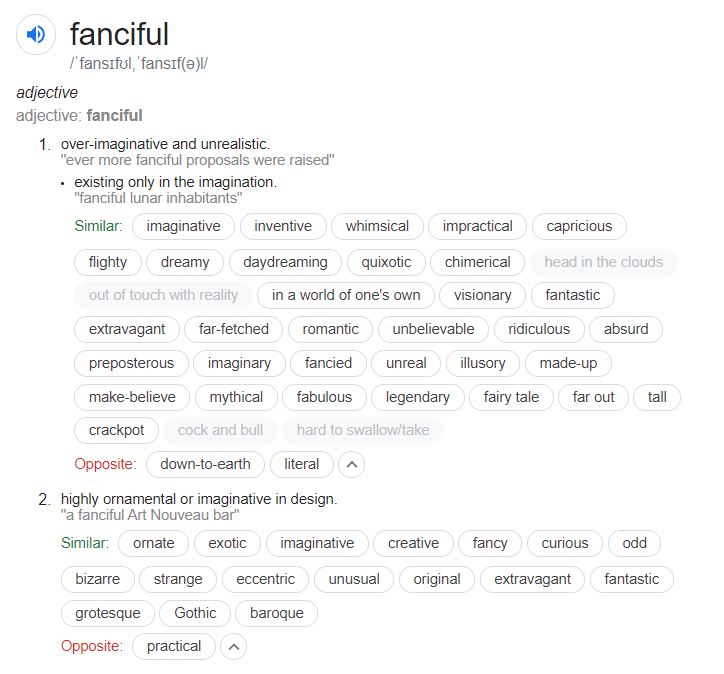 fanciful
/ˈfansɪfʊl,ˈfansɪf(ə)l/
adjective
adjective: fanciful
1. over-imaginative and unrealistic.
"ever more fanciful proposals were raised"
• existing only in the imagination.
"fanciful lunar inhabitants"
Similar: imaginative inventive whimsical impractical capricious
flighty dreamy daydreaming quixotic chimerical head in the clouds
out of touch with reality in a world of one's own visionary fantastic
extravagant far-fetched romantic unbelievable ridiculous absurd
preposterous imaginary fancied unreal illusory made-up
make-believe mythical fabulous legendary fairy tale far out tall
crackpot cock and bull hard to swallow/take
Opposite: down-to-earth literal
2. highly ornamental or imaginative in design.
"a fanciful Art Nouveau bar"
Similar: ornate exotic imaginative creative fancy curious odd
bizarre strange eccentric unusual original extravagant fantastic
grotesque Gothic baroque
Opposite: practical